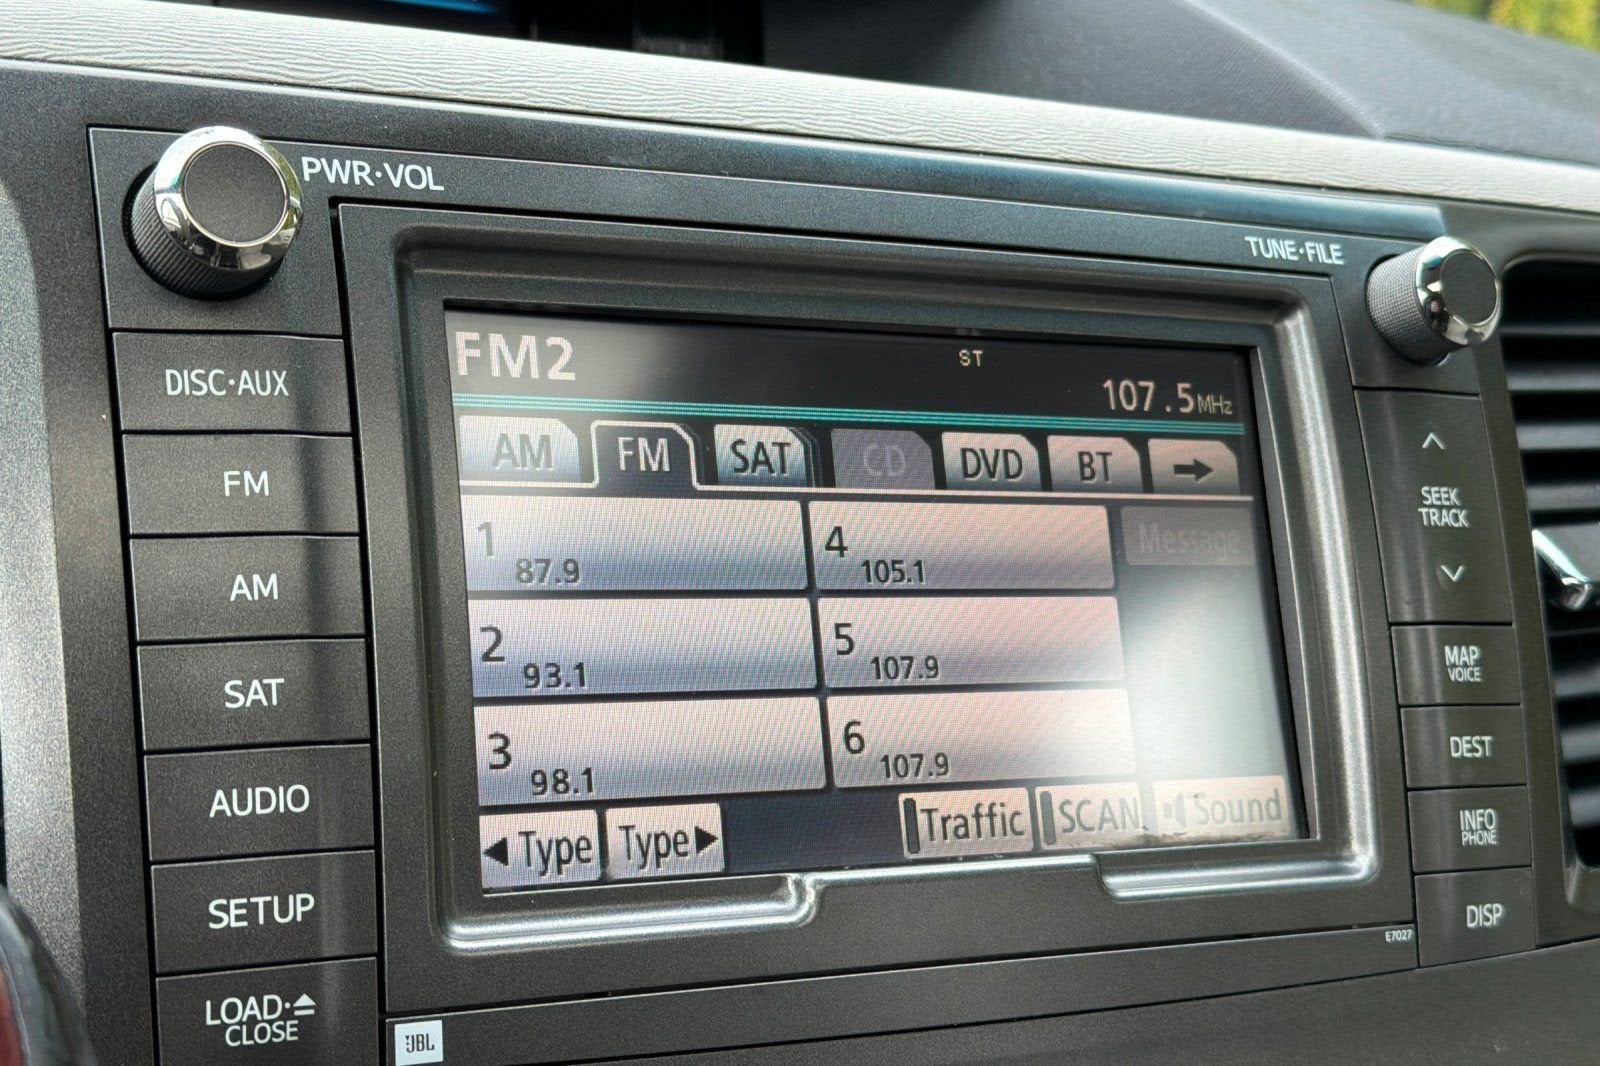 PWR·VOL
TUNE·FILE
DISC·AUX
FM
AM
SAT
AUDIO
SETUP
LOAD·⏏
CLOSE
FM2
ST
107.5MHz
AM FM SAT CD DVD BT →
1 87.9
2 93.1
3 98.1
4 105.1
5 107.9
6 107.9
Message
◀Type Type▶ Traffic SCAN Sound
SEEK
TRACK
MAP
VOICE
DEST
INFO
PHONE
DISP
E7027
JBL